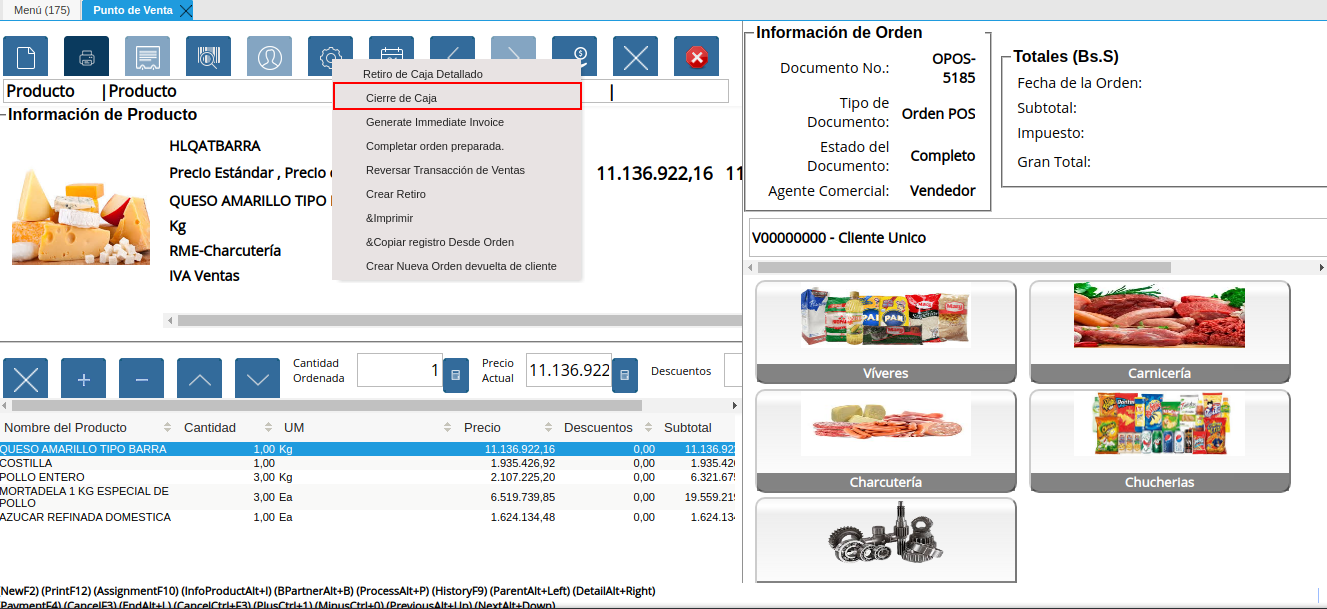 Menú (175)
Punto de Venta
Retiro de Caja Detallado
Cierre de Caja
Generate Immediate Invoice
Completar orden preparada.
Reversar Transacción de Ventas
Crear Retiro
&Imprimir
&Copiar registro Desde Orden
Crear Nueva Orden devuelta de cliente
Producto |Producto |
Información de Producto
HLQATBARRA
Precio Estándar , Precio 11.136.922,16 11
QUESO AMARILLO TIPO
Kg
RME-Charcutería
IVA Ventas
Cantidad Ordenada
1
Precio Actual
11.136.922
Descuentos
Nombre del Producto Cantidad UM Precio Descuentos Subtotal
QUESO AMARILLO TIPO BARRA 1,00 Kg 11.136.922,16 0,00 11.136.92
COSTILLA 1,00 1.935.426,92 0,00 1.935.42
POLLO ENTERO 3,00 Kg 2.107.225,20 0,00 6.321.67
MORTADELA 1 KG ESPECIAL DE
POLLO 3,00 Ea 6.519.739,85 0,00 19.559.21
AZUCAR REFINADA DOMESTICA 1,00 Ea 1.624.134,48 0,00 1.624.13
NewF2) (PrintF12) (AssignmentF10) (InfoProductAlt+I) (BPartnerAlt+B) (ProcessAlt+P) (HistoryF9) (ParentAlt+Left) (DetailAlt+Right)
PaymentF4) (CancelF3) (EndAlt+L) (CancelCtrl+F3) (PlusCtrl+1) (MinusCtrl+0) (PreviousAlt+Up) (NextAlt+Down)
Información de Orden
Documento No.: OPOS-
5185
Tipo de
Documento: Orden POS
Estado del
Documento: Completo
Agente Comercial: Vendedor
Totales (Bs.S)
Fecha de la Orden:
Subtotal:
Impuesto:
Gran Total:
V00000000 - Cliente Unico
Víveres
Carnicería
Charcutería
Chucherias